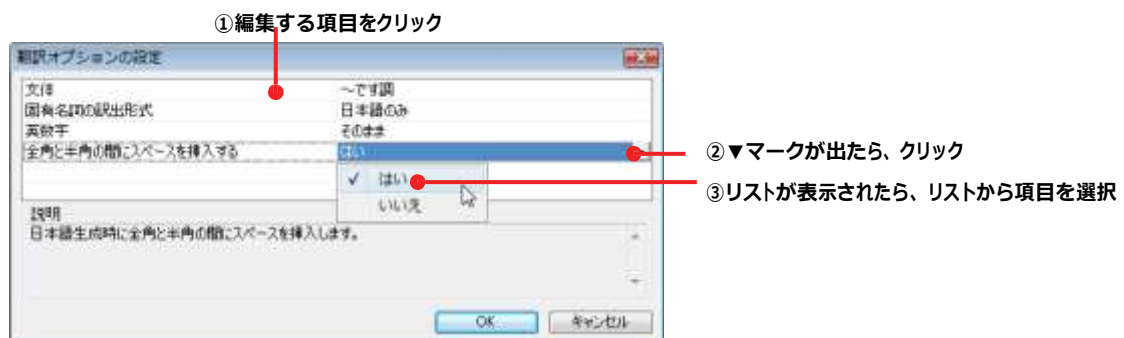 ①編集する項目をクリック
翻訳オプションの設定
文体 ～です調
固有名詞の訳出形式 日本語のみ
英数字 そのまま
全角と半角の間にスペースを挿入する はい
②▼マークが出たら、クリック
✓ はい
③リストが表示されたら、リストから項目を選択
いいえ
説明
日本語生成時に全角と半角の間にスペースを挿入します。
OK キャンセル